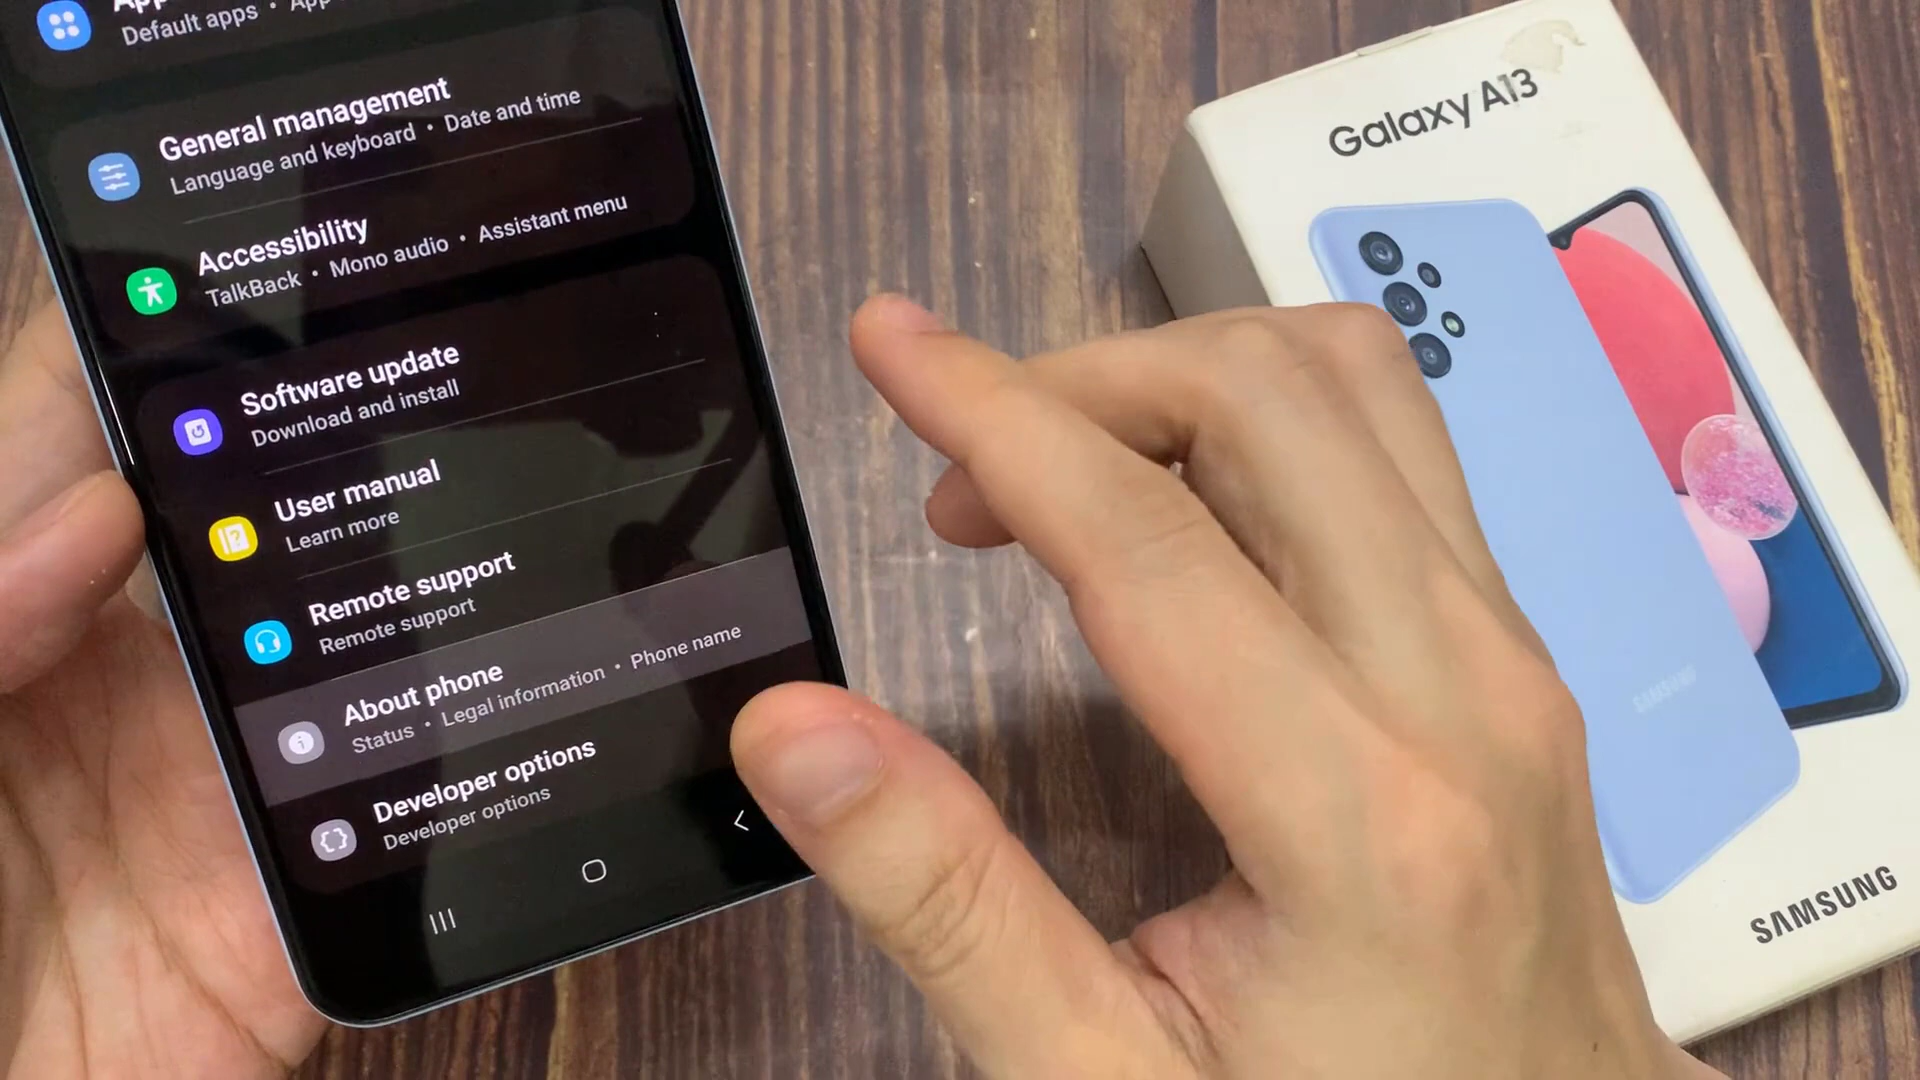 Default apps •
General management
Language and keyboard • Date and time
Accessibility
TalkBack • Mono audio • Assistant menu
Software update
Download and install
User manual
Learn more
Remote support
Remote support
About phone
Status • Legal information • Phone name
Developer options
Developer options
Galaxy A13
SAMSUNG
SAMSUNG